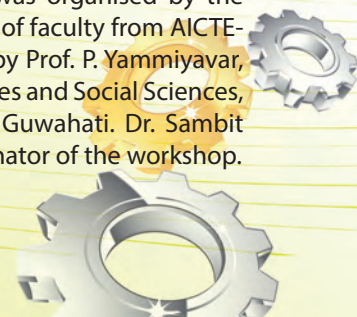 was organised by the
of faculty from AICTE-
by Prof. P. Yammiyavar,
es and Social Sciences,
Guwahati. Dr. Sambit
nator of the workshop.